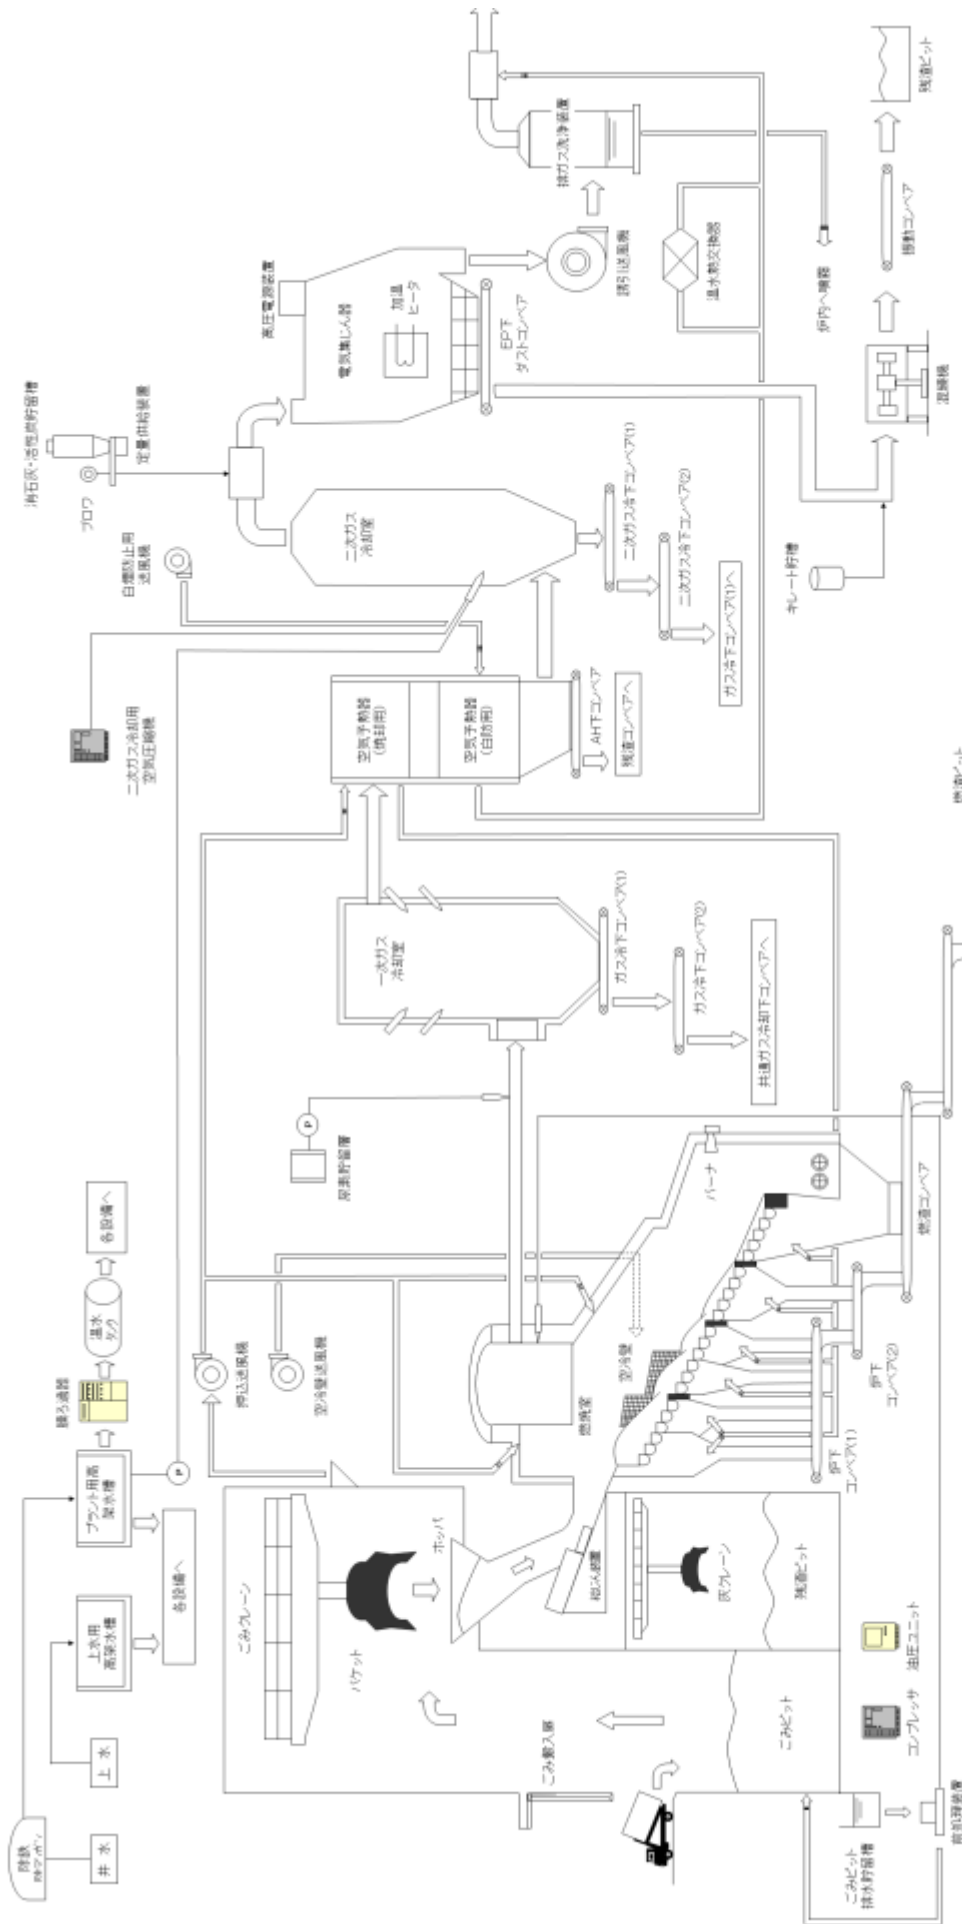 除鉄
井 水
上 水
上水用
高架水槽
プラント用高
架水槽
各設備へ
膜ろ過器
温水
タンク
各設備へ
ごみクレーン
バケット
ホッパ
ごみ搬入扉
ごみピット
ごみピット
排水貯留槽
前処理装置
コンプレッサ
油圧ユニット
灰クレーン
残渣ピット
給じん装置
押込送風機
空冷壁送風機
燃焼室
空冷壁
炉下
コンベア(1)
炉下
コンベア(2)
燃渣コンベア
バーナ
P
P
尿素貯留層
一次ガス
冷却室
ガス冷下コンベア(1)
ガス冷下コンベア(2)
共通ガス冷却下コンベアへ
二次ガス冷却用
空気圧縮機
空気予熱器
(焼却用)
空気予熱器
(白防用)
AH下コンベア
残渣コンベアへ
白煙防止用
送風機
二次ガス
冷却室
二次ガス冷下コンベア(1)
二次ガス冷下コンベア(2)
ガス冷下コンベア(1)へ
消石灰・活性炭貯留槽
ブロワ
定量供給装置
高圧電源装置
電気集じん器
加温
ヒータ
EP下
ダストコンベア
誘引送風機
排ガス洗浄装置
温水熱交換器
炉内へ噴霧
キレート貯槽
混練機
振動コンベア
残渣ピット